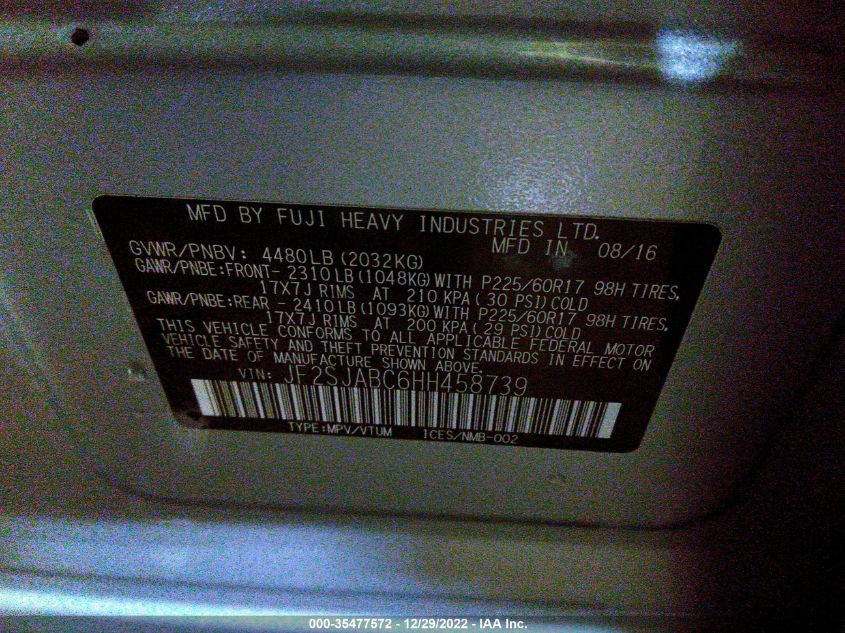 MFD BY FUJI HEAVY INDUSTRIES LTD.
MFD IN 08/16
GVWR/PNBV: 4480LB(2032KG)
GAWR/PNBE:FRONT- 2310LB(1048KG)WITH P225/60R17 98H TIRES,
17X7J RIMS AT 210 KPA(30 PSI)COLD
GAWR/PNBE:REAR - 2410LB(1093KG)WITH P225/60R17 98H TIRES,
17X7J RIMS AT 200 KPA(29 PSI)COLD
THIS VEHICLE CONFORMS TO ALL APPLICABLE FEDERAL MOTOR
VEHICLE SAFETY AND THEFT PREVENTION STANDARDS IN EFFECT ON
THE DATE OF MANUFACTURE SHOWN ABOVE.
VIN: JF2SJABC6HH458739
TYPE:MPV/VTUM ICES/NMB-002
000-35477572 - 12/29/2022 - IAA Inc.